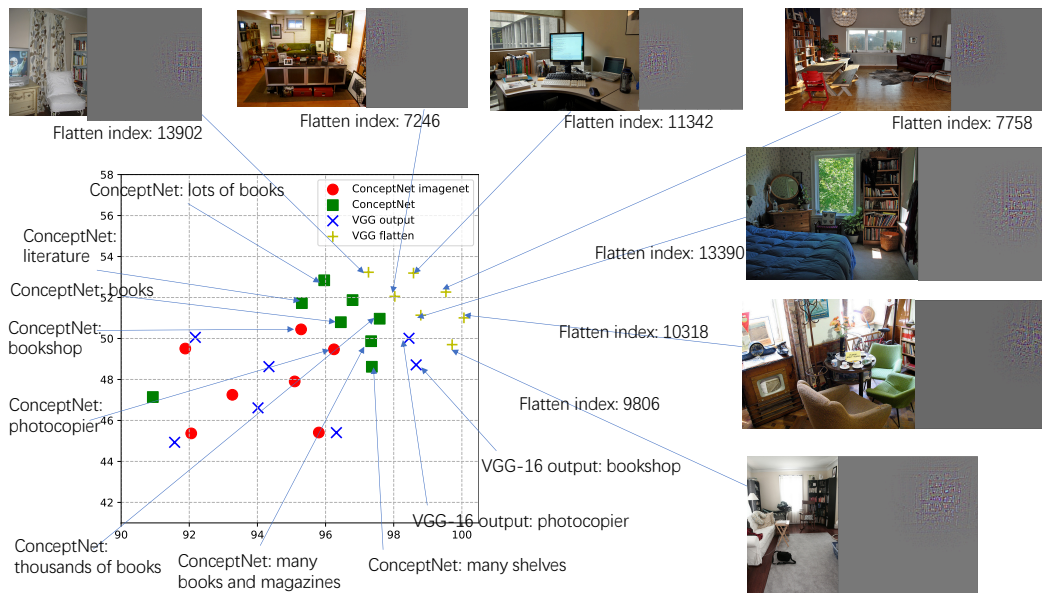 Flatten index: 13902
Flatten index: 7246
Flatten index: 11342
Flatten index: 7758
58
56
54
52
50
48
46
44
42
90
92
94
96
98
100
ConceptNet imagenet
ConceptNet
VGG output
VGG flatten
ConceptNet: lots of books
ConceptNet:
literature
ConceptNet: books
ConceptNet:
bookshop
ConceptNet:
photocopier
ConceptNet:
thousands of books
ConceptNet: many
books and magazines
ConceptNet: many shelves
VGG-16 output: photocopier
VGG-16 output: bookshop
Flatten index: 13390
Flatten index: 10318
Flatten index: 9806